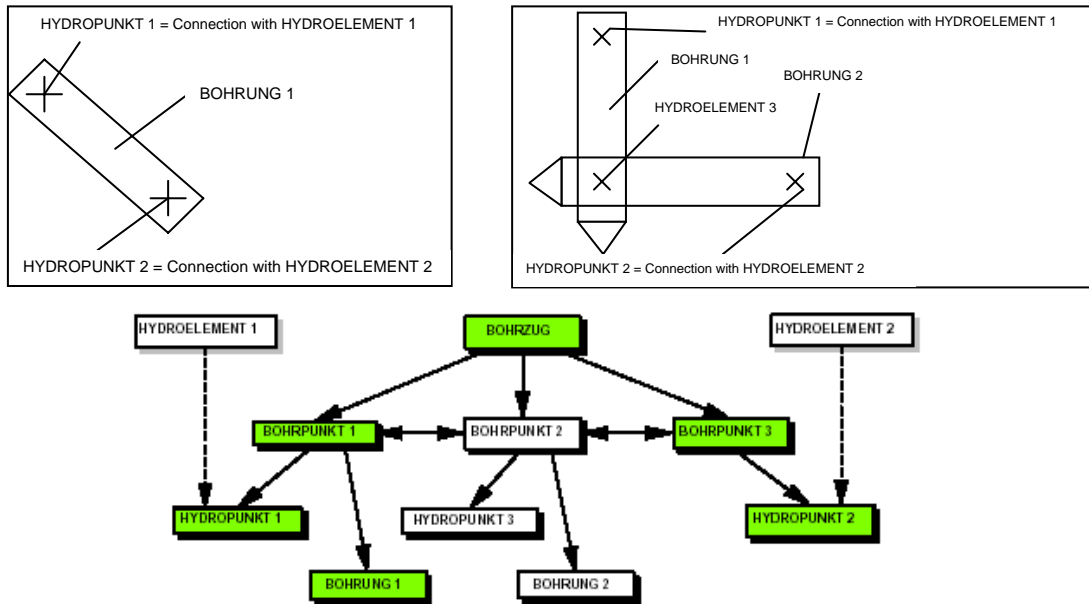 HYDROPUNKT 1 = Connection with HYDROELEMENT 1
BOHRUNG 1
HYDROPUNKT 2 = Connection with HYDROELEMENT 2
HYDROPUNKT 1 = Connection with HYDROELEMENT 1
BOHRUNG 1
BOHRUNG 2
HYDROELEMENT 3
HYDROPUNKT 2 = Connection with HYDROELEMENT 2
HYDROELEMENT 1
BOHRZUG
HYDROELEMENT 2
BOHRPUNKT 1
BOHRPUNKT 2
BOHRPUNKT 3
HYDROPUNKT 1
HYDROPUNKT 3
HYDROPUNKT 2
BOHRUNG 1
BOHRUNG 2